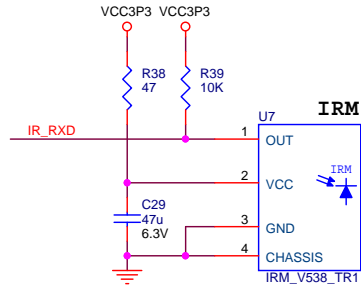 VCC3P3 VCC3P3
R38
47
R39
10K
U7
IRM
IR_RXD
1
OUT
IRM
2
VCC
C29
47u
6.3V
3
GND
4
CHASSIS
IRM_V538_TR1